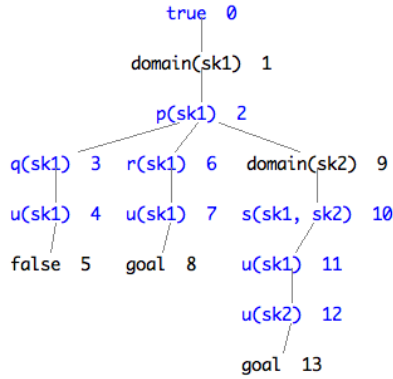 true 0
domain(sk1) 1
p(sk1) 2
q(sk1) 3 r(sk1) 6 domain(sk2) 9
u(sk1) 4 u(sk1) 7 s(sk1, sk2) 10
false 5 goal 8 u(sk1) 11
u(sk2) 12
goal 13